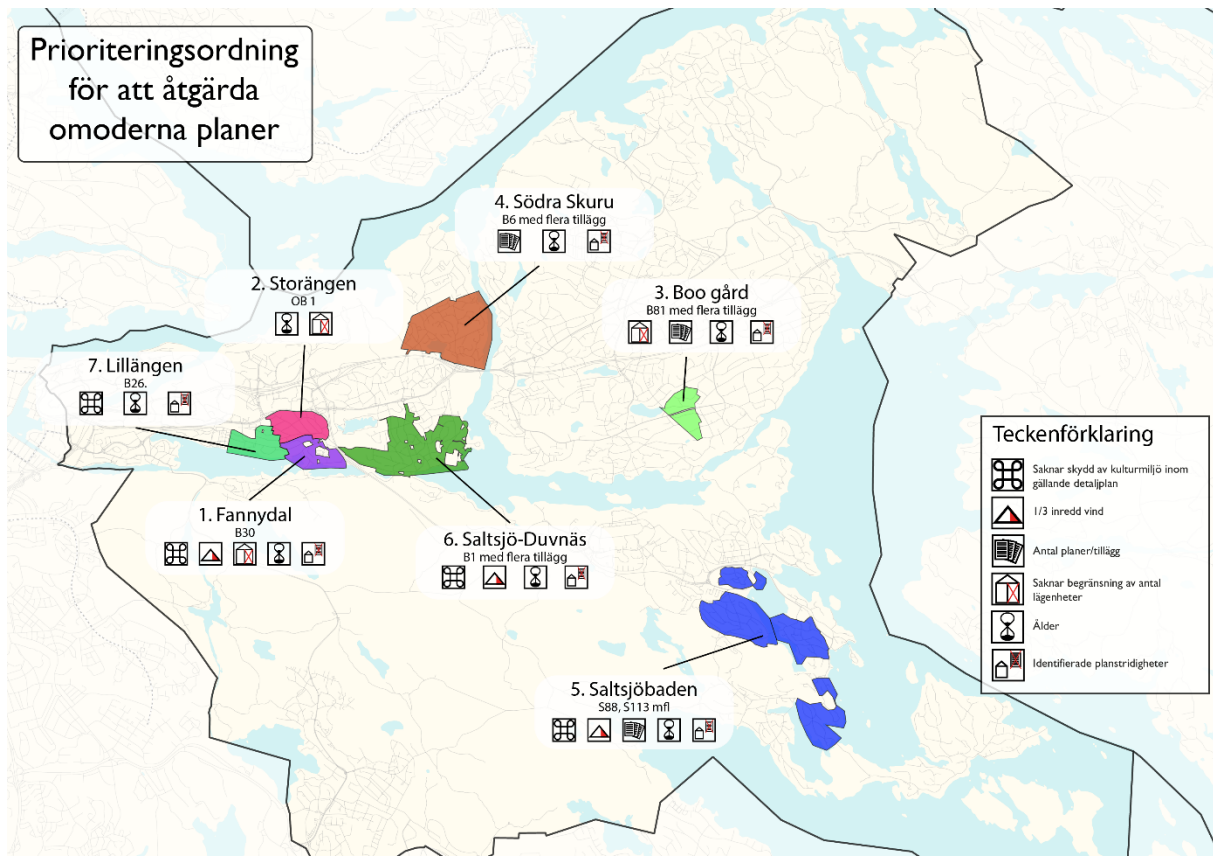 Prioriteringsordning
för att åtgärda
omoderna planer
4. Södra Skuru
B6 med flera tillägg
2. Storängen
OB 1
3. Boo gård
B81 med flera tillägg
7. Lillängen
B26.
1. Fannydal
B30
6. Saltsjö-Duvnäs
B1 med flera tillägg
5. Saltsjöbaden
S88, S113 mfl
Teckenförklaring
Saknar skydd av kulturmiljö inom
gällande detaljplan
1/3 inredd vind
Antal planer/tillägg
Saknar begränsning av antal
lägenheter
Ålder
Identifierade planstridigheter